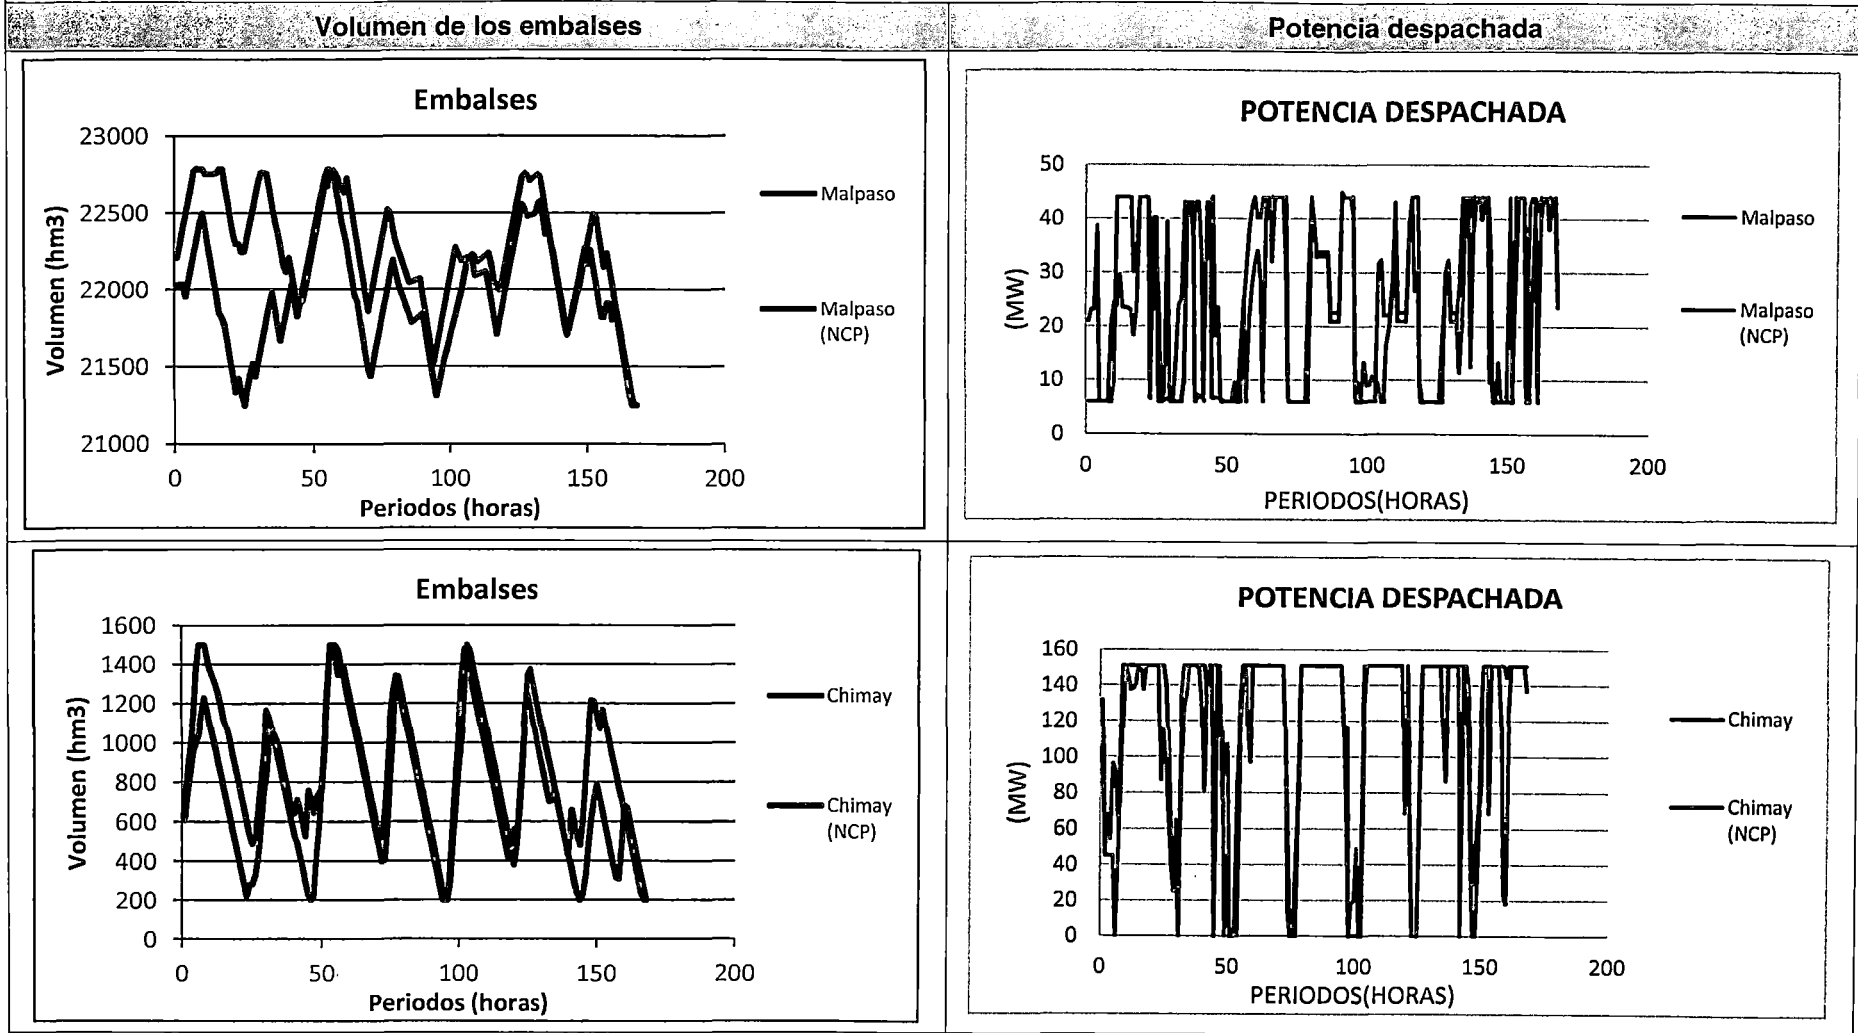 Volumen de los embalses
Potencia despachada
Embalses
23000
22500
22000
21500
21000
Volumen (hm3)
0
50
100
150
200
Periodos (horas)
Malpaso
Malpaso
(NCP)
POTENCIA DESPACHADA
50
40
30
20
10
0
(MW)
0
50
100
150
200
PERIODOS(HORAS)
Malpaso
Malpaso
(NCP)
Embalses
1600
1400
1200
1000
800
600
400
200
0
Volumen (hm3)
0
50
100
150
200
Periodos (horas)
Chimay
Chimay
(NCP)
POTENCIA DESPACHADA
160
140
120
100
80
60
40
20
0
(MW)
0
50
100
150
200
PERIODOS(HORAS)
Chimay
Chimay
(NCP)